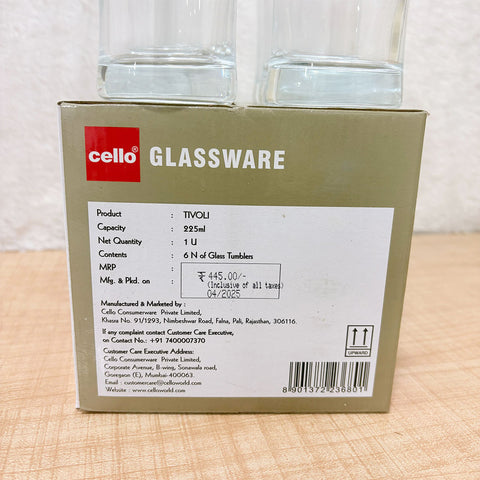 cello® GLASSWARE
Product : TIVOLI
Capacity : 225ml
Net Quantity : 1 U
Contents : 6 N of Glass Tumblers
MRP : ₹ 445.00/-
(Inclusive of all taxes)
Mfg. & Pkd. on : 04/2025
Manufactured & Marketed by :
Cello Consumerware Private Limited,
Khasra No. 91/1293, Nimbeshwar Road, Falna, Pali, Rajasthan, 306116.
If any complaint contact Customer Care Executive,
on Contact No.: +91 7400007370
Customer Care Executive Address:
Cello Consumerware Private Limited,
Corporate Avenue, B-wing, Sonawala road,
Goregaon (E), Mumbai-400063.
Email : customercare@celloworld.com
Website : www.celloworld.com
UPWARD
8 901372 236801